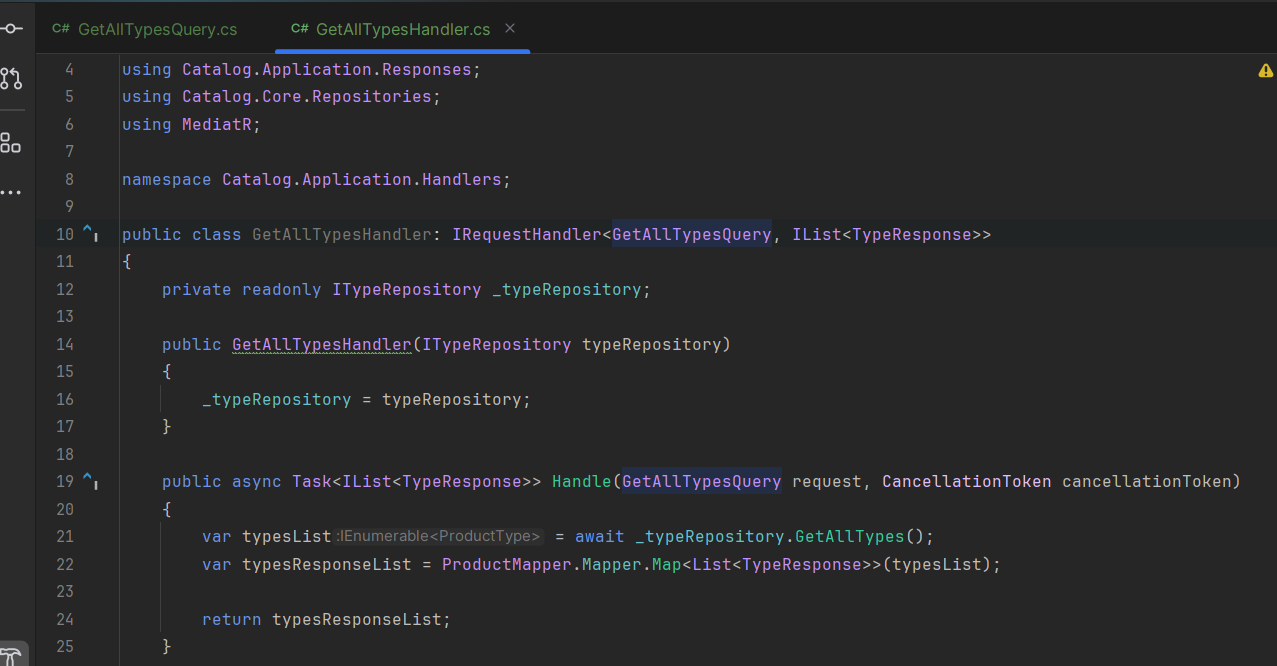 C# GetAllTypesQuery.cs C# GetAllTypesHandler.cs ×
4 using Catalog.Application.Responses;
5 using Catalog.Core.Repositories;
6 using MediatR;
7
8 namespace Catalog.Application.Handlers;
9
10 public class GetAllTypesHandler: IRequestHandler<GetAllTypesQuery, IList<TypeResponse>>
11 {
12 private readonly ITypeRepository _typeRepository;
13
14 public GetAllTypesHandler(ITypeRepository typeRepository)
15 {
16 _typeRepository = typeRepository;
17 }
18
19 public async Task<IList<TypeResponse>> Handle(GetAllTypesQuery request, CancellationToken cancellationToken)
20 {
21 var typesList :IEnumerable<ProductType> = await _typeRepository.GetAllTypes();
22 var typesResponseList = ProductMapper.Mapper.Map<List<TypeResponse>>(typesList);
23
24 return typesResponseList;
25 }